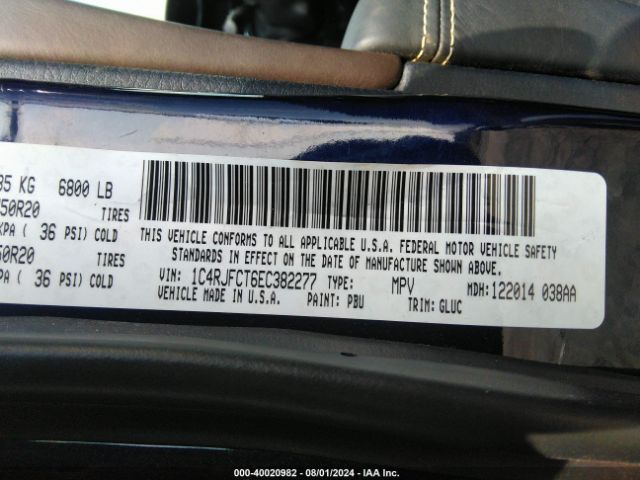 85 KG 6800 LB
50R20 TIRES
KPA ( 36 PSI) COLD
50R20 TIRES
KPA ( 36 PSI) COLD
THIS VEHICLE CONFORMS TO ALL APPLICABLE U.S.A. FEDERAL MOTOR VEHICLE SAFETY
STANDARDS IN EFFECT ON THE DATE OF MANUFACTURE SHOWN ABOVE.
VIN: 1C4RJFCT6EC382277 TYPE: MPV MDH: 122014 038AA
VEHICLE MADE IN U.S.A. PAINT: PBU TRIM: GLUC
000-40020982 - 08/01/2024 - IAA Inc.